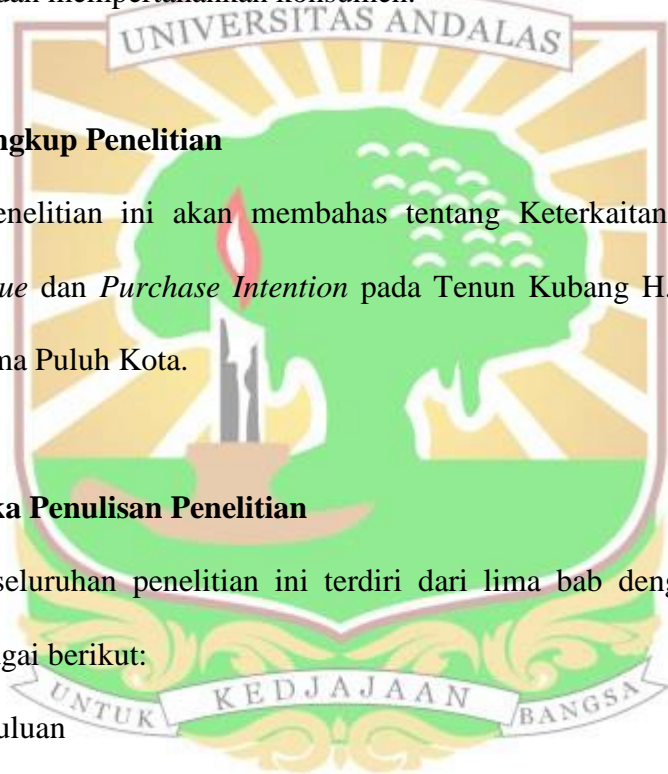 dan mempertahankan konsumen.
UNIVERSITAS ANDALAS
ngkup Penelitian
enelitian ini akan membahas tentang Keterkaitan
ue dan Purchase Intention pada Tenun Kubang H.
ma Puluh Kota.
ka Penulisan Penelitian
seluruhan penelitian ini terdiri dari lima bab deng
gai berikut:
UNTUK KEDJAJAAN BANGSA
uluan